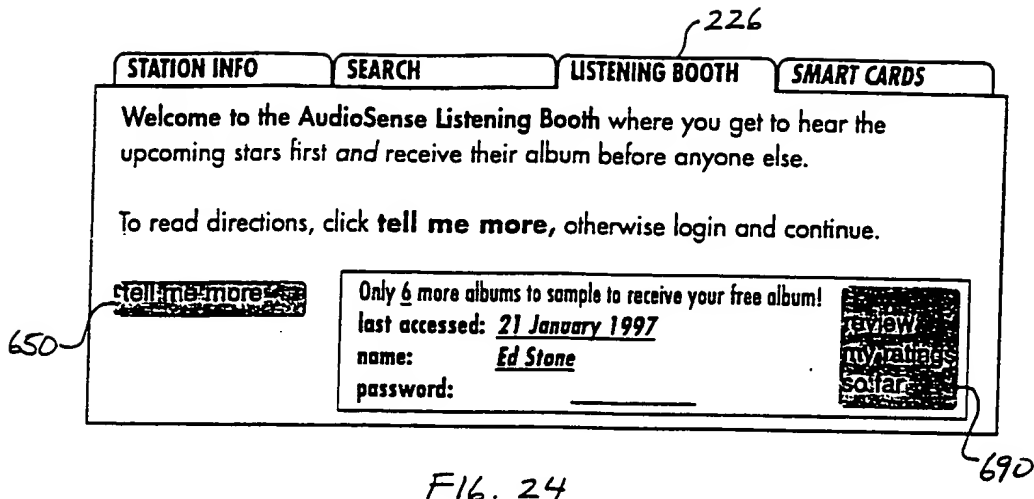 226
STATION INFO SEARCH LISTENING BOOTH SMART CARDS
Welcome to the AudioSense Listening Booth where you get to hear the
upcoming stars first and receive their album before anyone else.
To read directions, click tell me more, otherwise login and continue.
tell me more
650
Only 6 more albums to sample to receive your free album!
last accessed: 21 January 1997
name: Ed Stone
password:
review
my ratings
so far
690
FIG. 24